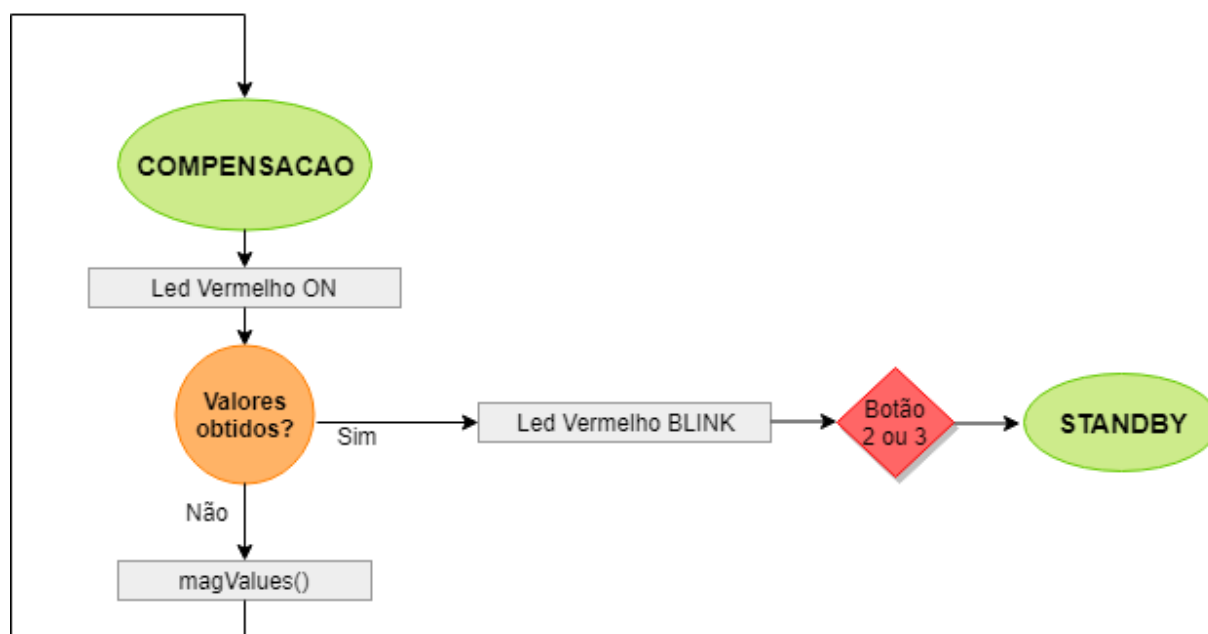 COMPENSACAO
Led Vermelho ON
Valores
obtidos?
Sim
Led Vermelho BLINK
Botão
2 ou 3
STANDBY
Não
magValues()